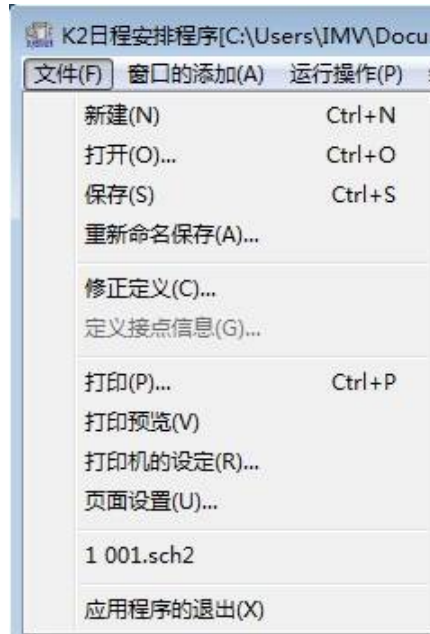 K2日程安排程序[C:\Users\IMV\Docu
文件(F) 窗口的添加(A) 运行操作(P)
新建(N) Ctrl+N
打开(O)... Ctrl+O
保存(S) Ctrl+S
重新命名保存(A)...
修正定义(C)...
定义接点信息(G)...
打印(P)... Ctrl+P
打印预览(V)
打印机的设定(R)...
页面设置(U)...
1 001.sch2
应用程序的退出(X)